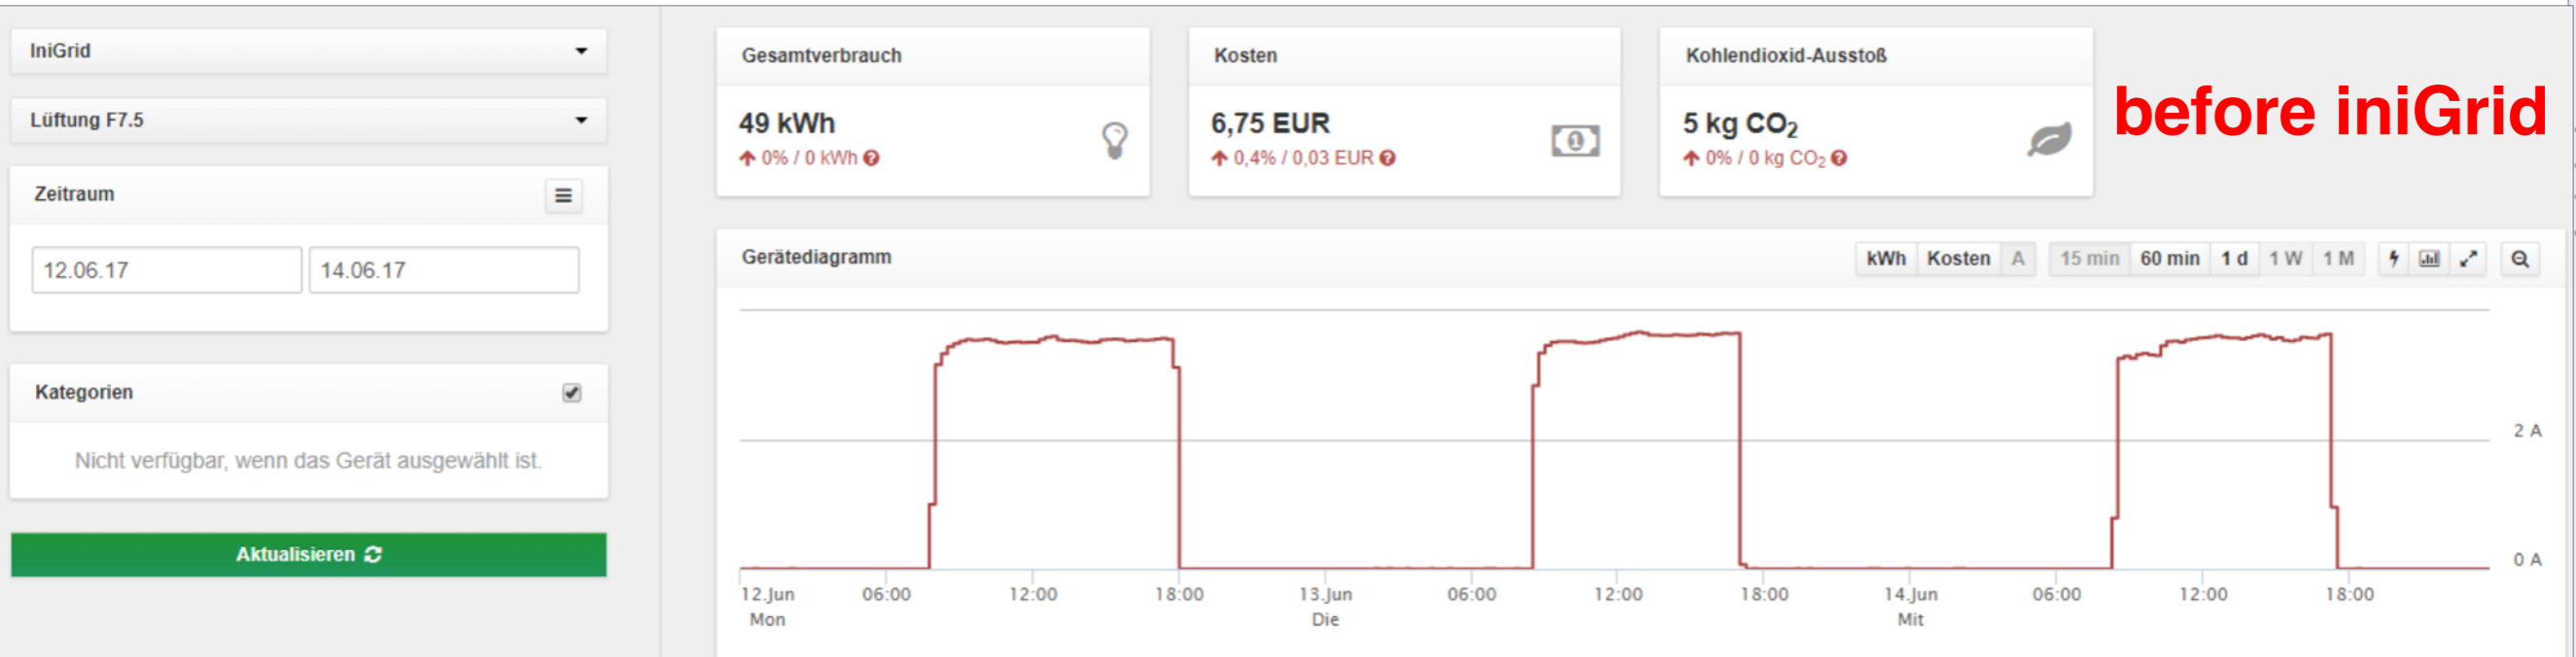 IniGrid
Lüftung F7.5
Zeitraum
12.06.17 14.06.17
Kategorien
Nicht verfügbar, wenn das Gerät ausgewählt ist.
Aktualisieren
Gesamtverbrauch
49 kWh
0% / 0 kWh ?
Kosten
6,75 EUR
0,4% / 0,03 EUR ?
1
Kohlendioxid-Ausstoß
5 kg CO₂
0% / 0 kg CO₂ ?
before iniGrid
Gerätediagramm
kWh Kosten A 15 min 60 min 1 d 1 W 1 M
2 A
0 A
12.Jun 06:00 12:00 18:00 13.Jun 06:00 12:00 18:00 14.Jun 06:00 12:00 18:00
Mon Die Mit